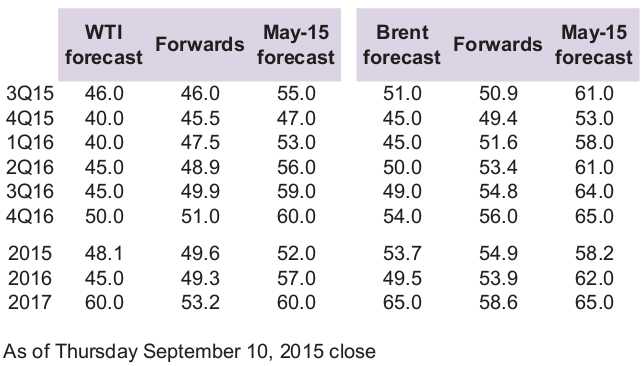 WTI forecast Forwards May-15 forecast Brent forecast Forwards May-15 forecast
3Q15 46.0 46.0 55.0 51.0 50.9 61.0
4Q15 40.0 45.5 47.0 45.0 49.4 53.0
1Q16 40.0 47.5 53.0 45.0 51.6 58.0
2Q16 45.0 48.9 56.0 50.0 53.4 61.0
3Q16 45.0 49.9 59.0 49.0 54.8 64.0
4Q16 50.0 51.0 60.0 54.0 56.0 65.0
2015 48.1 49.6 52.0 53.7 54.9 58.2
2016 45.0 49.3 57.0 49.5 53.9 62.0
2017 60.0 53.2 60.0 65.0 58.6 65.0
As of Thursday September 10, 2015 close